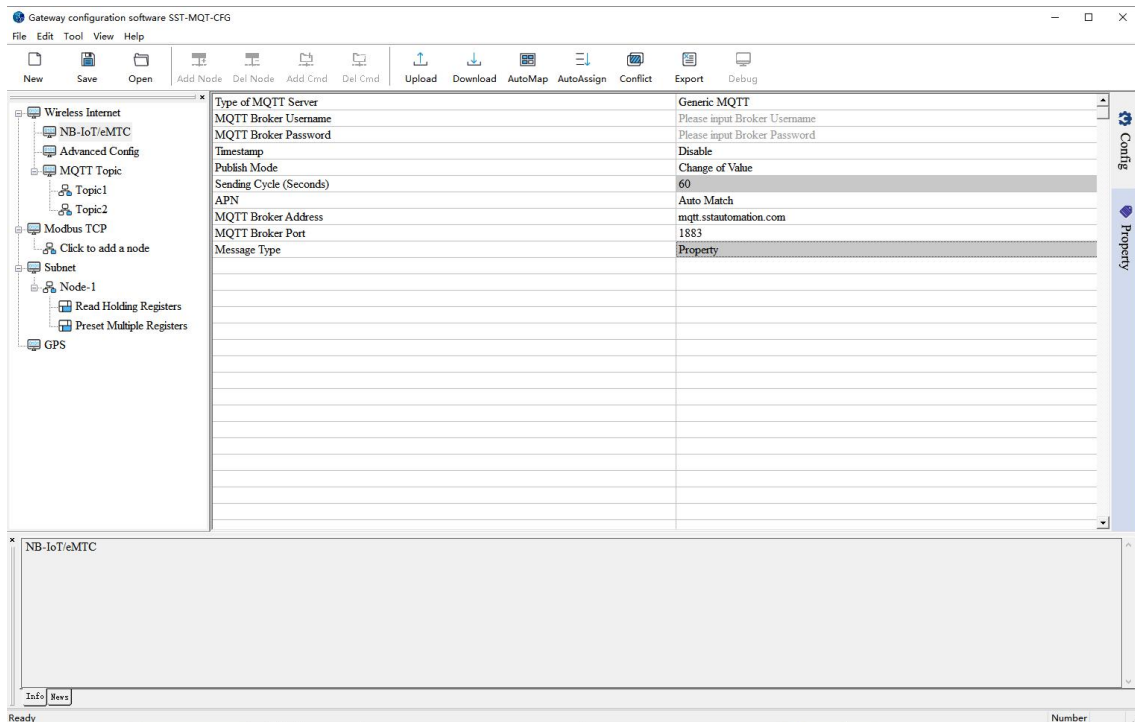 Gateway configuration software SST-MQT-CFG
File Edit Tool View Help
New Save Open Add Node Del Node Add Cmd Del Cmd Upload Download AutoMap AutoAssign Conflict Export Debug
Wireless Internet
NB-IoT/eMTC
Advanced Config
MQTT Topic
Topic1
Topic2
Modbus TCP
Click to add a node
Subnet
Node-1
Read Holding Registers
Preset Multiple Registers
GPS
Type of MQTT Server Generic MQTT
MQTT Broker Username Please input Broker Username
MQTT Broker Password Please input Broker Password
Timestamp Disable
Publish Mode Change of Value
Sending Cycle (Seconds) 60
APN Auto Match
MQTT Broker Address mqtt.sstautomation.com
MQTT Broker Port 1883
Message Type Property
Config
Property
NB-IoT/eMTC
Info News
Ready Number